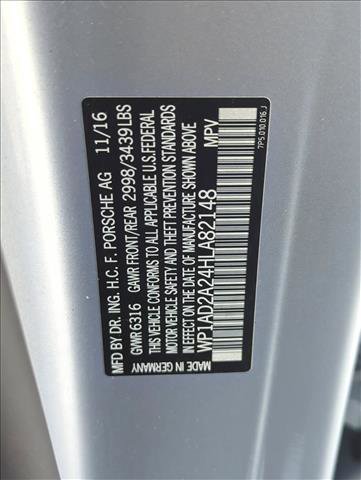 MFD BY DR. ING. H.C. F. PORSCHE AG 11/16
GVWR 6316 GAWR FRONT/REAR 2998/3439 LBS
THIS VEHICLE CONFORMS TO ALL APPLICABLE U.S. FEDERAL
MOTOR VEHICLE SAFETY AND THEFT PREVENTION STANDARDS
IN EFFECT ON THE DATE OF MANUFACTURE SHOWN ABOVE
WP1AD2A24HLA82148 MPV
MADE IN GERMANY
7P5.010.016 J